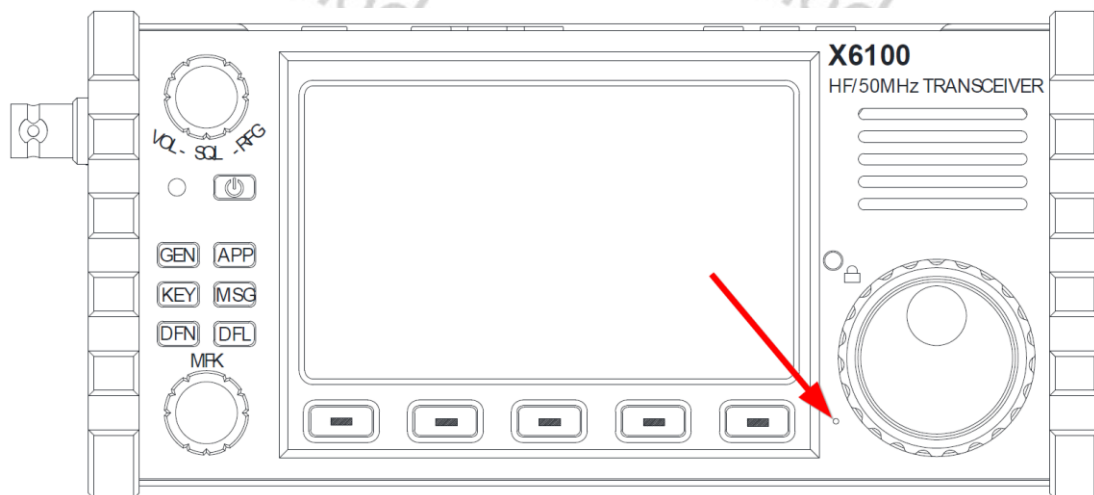 X6100
HF/50MHz TRANSCEIVER
VOL- SQL -RFG
GEN APP
KEY MSG
DFN DFL
MFK